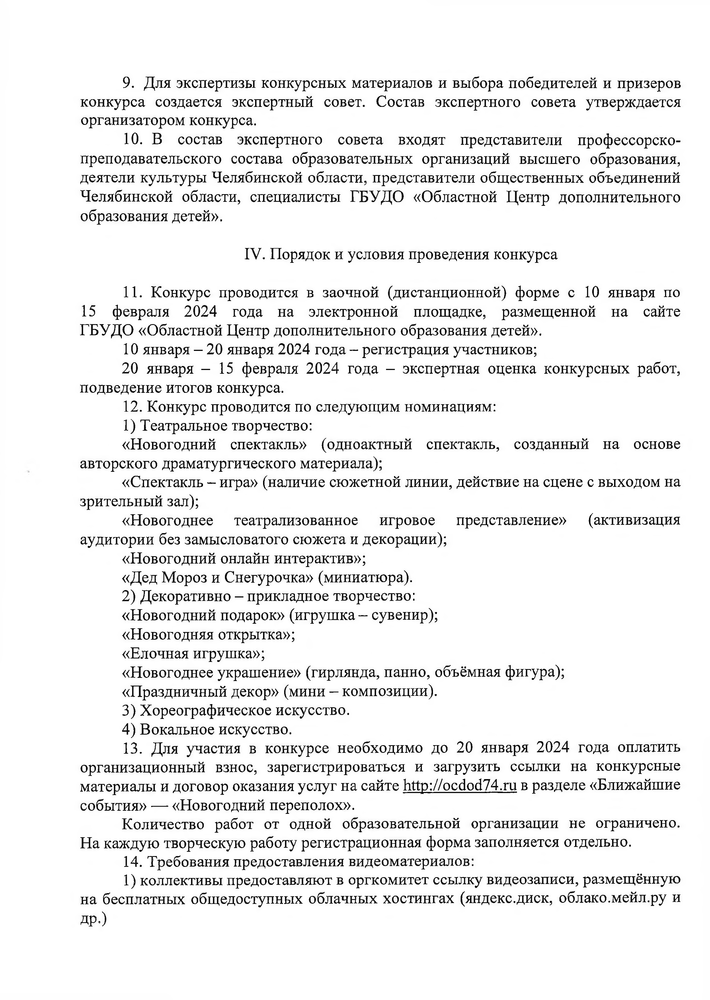 9. Для экспертизы конкурсных материалов и выбора победителей и призеров
конкурса создается экспертный совет. Состав экспертного совета утверждается
организатором конкурса.
10. В состав экспертного совета входят представители профессорско-
преподавательского состава образовательных организаций высшего образования,
деятели культуры Челябинской области, представители общественных объединений
Челябинской области, специалисты ГБУДО «Областной Центр дополнительного
образования детей».
IV. Порядок и условия проведения конкурса
11. Конкурс проводится в заочной (дистанционной) форме с 10 января по
15 февраля 2024 года на электронной площадке, размещенной на сайте
ГБУДО «Областной Центр дополнительного образования детей».
10 января – 20 января 2024 года – регистрация участников;
20 января – 15 февраля 2024 года – экспертная оценка конкурсных работ,
подведение итогов конкурса.
12. Конкурс проводится по следующим номинациям:
1) Театральное творчество:
«Новогодний спектакль» (одноактный спектакль, созданный на основе
авторского драматургического материала);
«Спектакль – игра» (наличие сюжетной линии, действие на сцене с выходом на
зрительный зал);
«Новогоднее театрализованное игровое представление» (активизация
аудитории без замысловатого сюжета и декорации);
«Новогодний онлайн интерактив»;
«Дед Мороз и Снегурочка» (миниатюра).
2) Декоративно – прикладное творчество:
«Новогодний подарок» (игрушка – сувенир);
«Новогодняя открытка»;
«Елочная игрушка»;
«Новогоднее украшение» (гирлянда, панно, объёмная фигура);
«Праздничный декор» (мини – композиции).
3) Хореографическое искусство.
4) Вокальное искусство.
13. Для участия в конкурсе необходимо до 20 января 2024 года оплатить
организационный взнос, зарегистрироваться и загрузить ссылки на конкурсные
материалы и договор оказания услуг на сайте http://ocdod74.ru в разделе «Ближайшие
события» — «Новогодний переполох».
Количество работ от одной образовательной организации не ограничено.
На каждую творческую работу регистрационная форма заполняется отдельно.
14. Требования предоставления видеоматериалов:
1) коллективы предоставляют в оргкомитет ссылку видеозаписи, размещённую
на бесплатных общедоступных облачных хостингах (яндекс.диск, облако.мейл.ру и
др.)